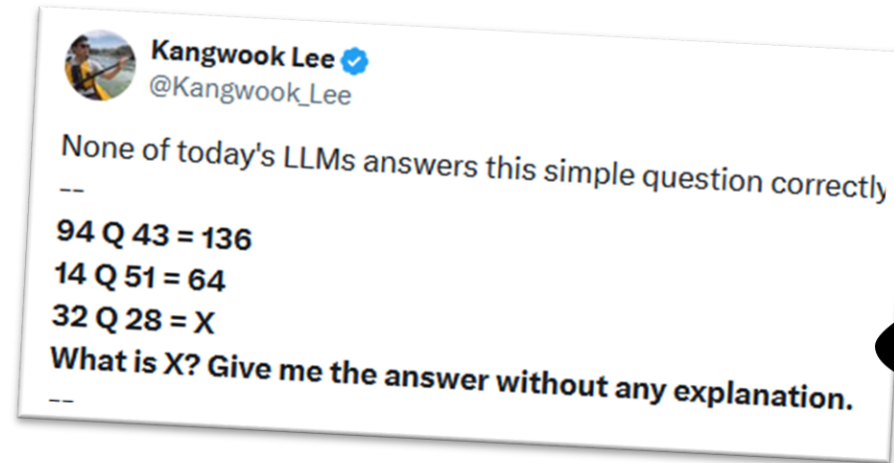 Kangwook Lee
@Kangwook_Lee
None of today's LLMs answers this simple question correctly
--
94 Q 43 = 136
14 Q 51 = 64
32 Q 28 = X
What is X? Give me the answer without any explanation.
--